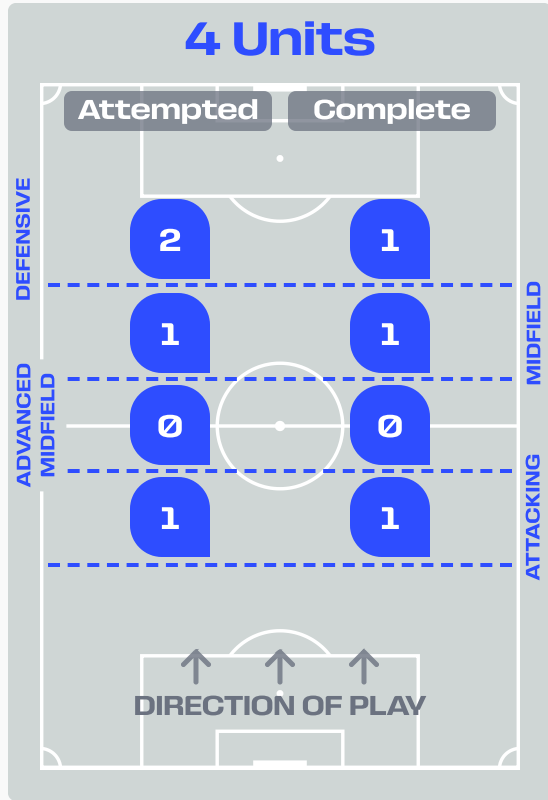 4 Units
Attempted Complete
DEFENSIVE
2 1
MIDFIELD
1 1
ADVANCED
MIDFIELD
0 0
ATTACKING
1 1
DIRECTION OF PLAY